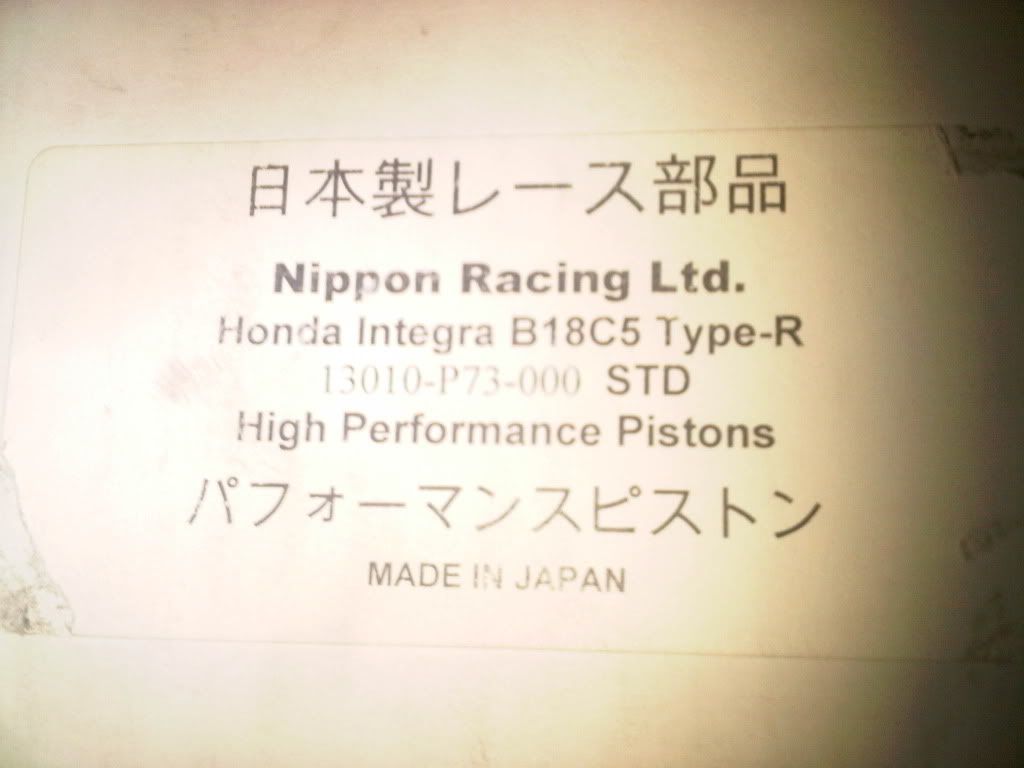 日本製レース部品
Nippon Racing Ltd.
Honda Integra B18C5 Type-R
13010-P73-000 STD
High Performance Pistons
パフォーマンスピストン
MADE IN JAPAN